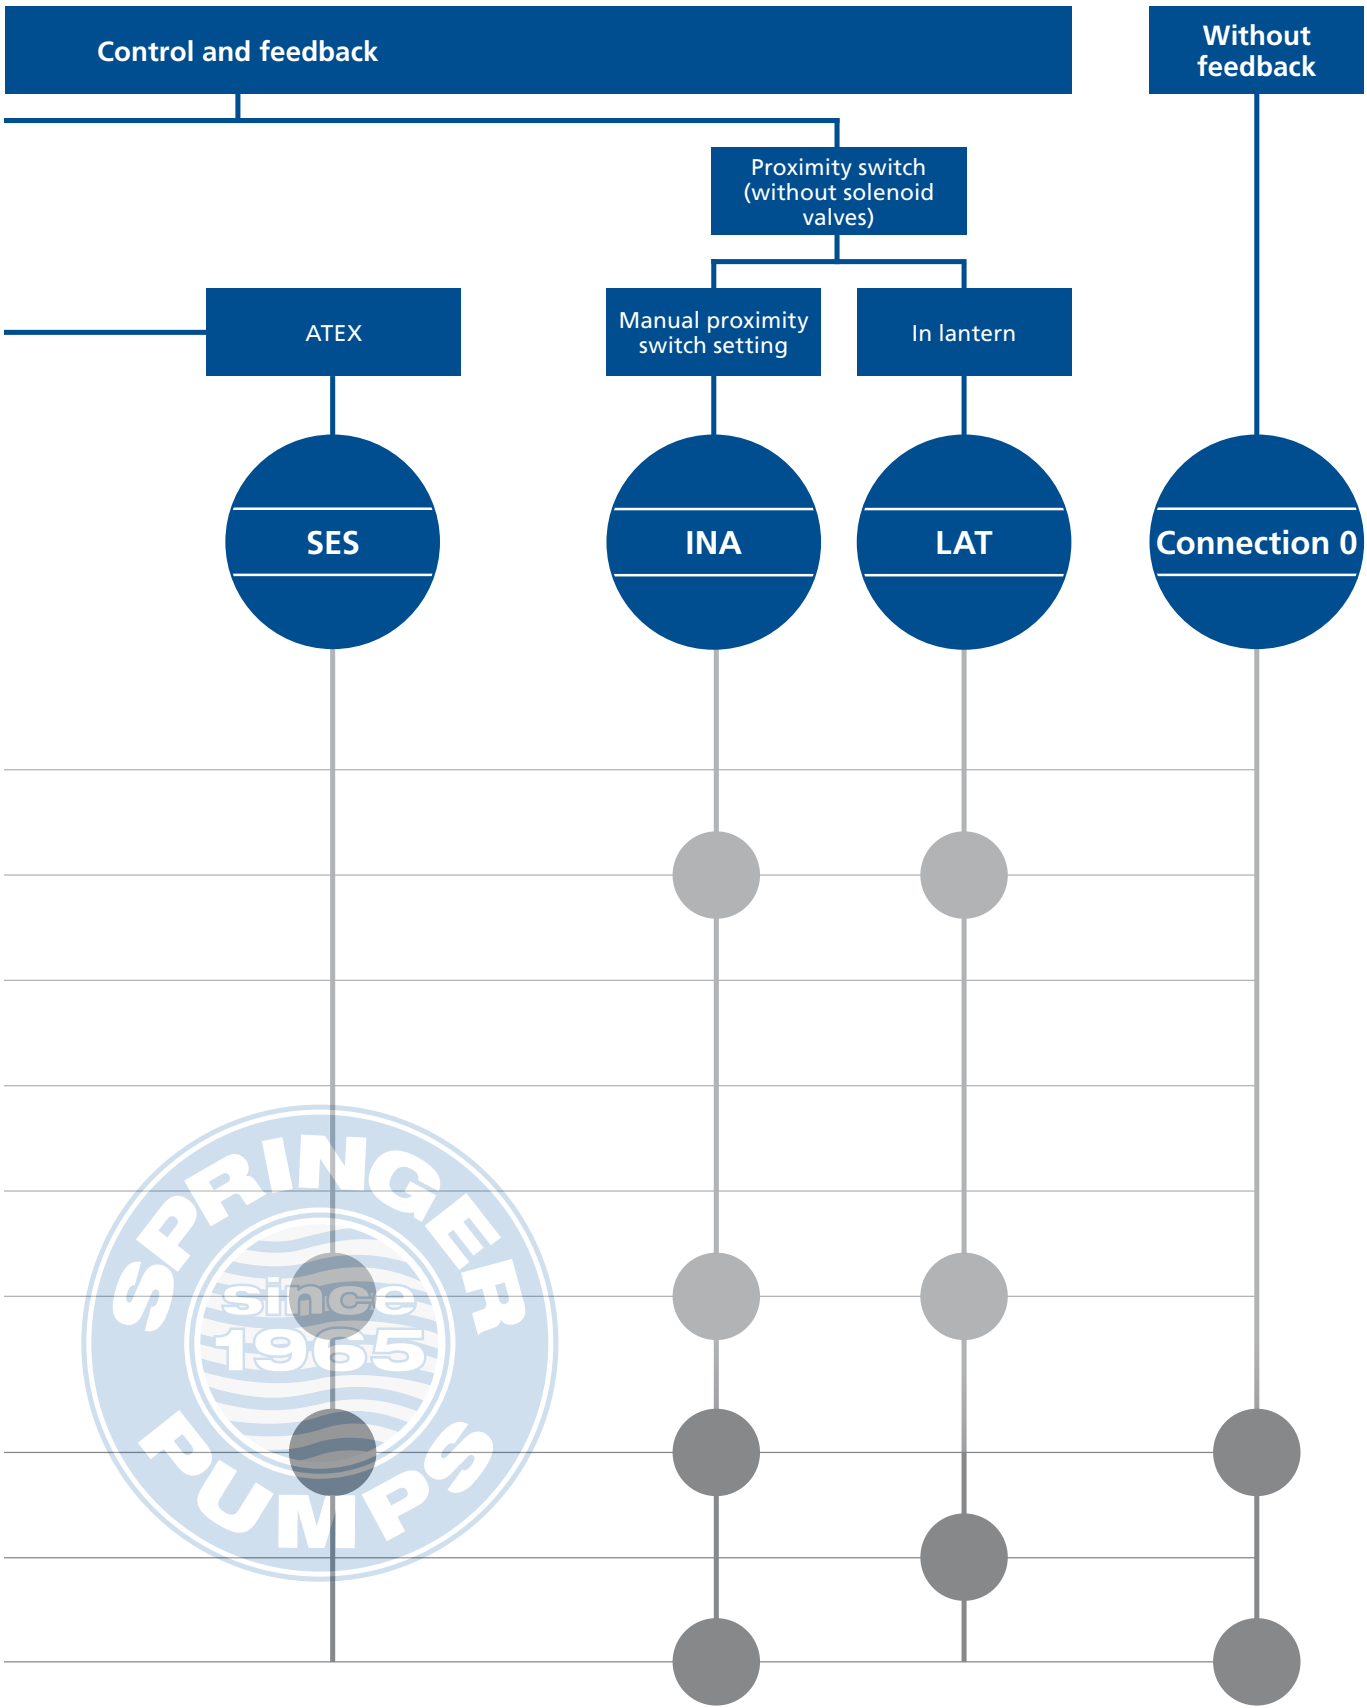 Control and feedback
Without
feedback
Proximity switch
(without solenoid
valves)
ATEX
Manual proximity
switch setting
In lantern
SES
INA
LAT
Connection 0
SPRINGER
since
1965
PUMPS